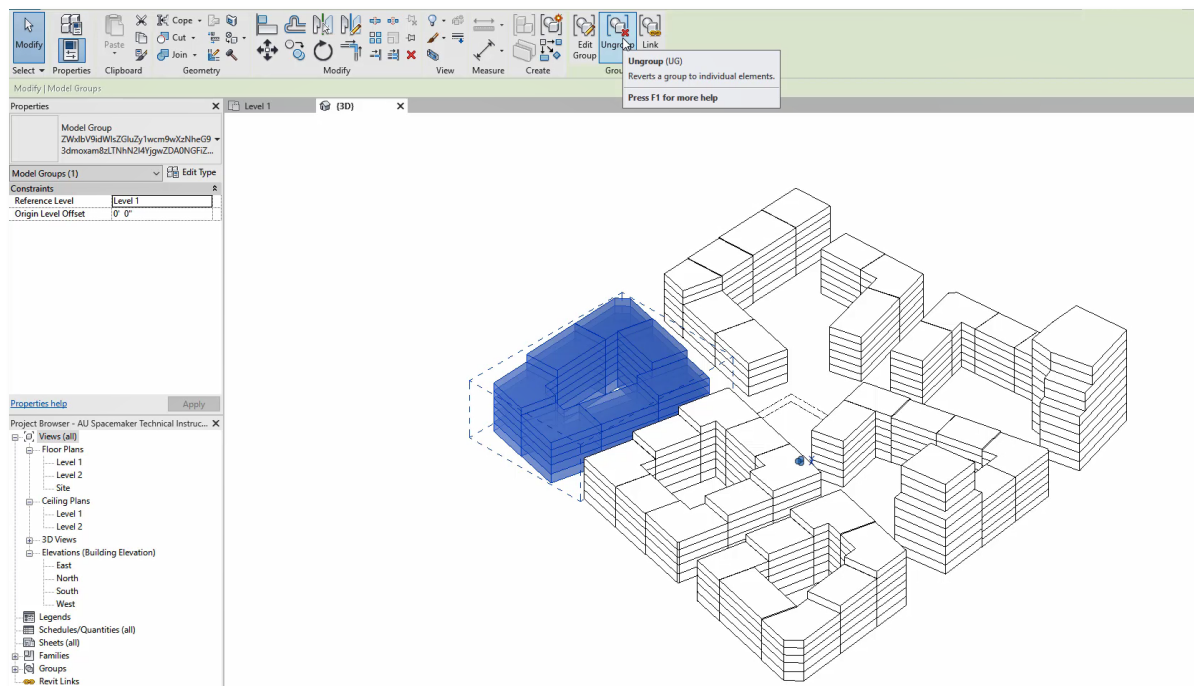 Modify
Paste
Cope
Cut
Join
Edit
Group
Ungroup
Link
Select
Properties
Clipboard
Geometry
Modify
View
Measure
Create
Ungroup (UG)
Reverts a group to individual elements.
Press F1 for more help
Modify | Model Groups
Properties
Level 1
{3D}
Model Group
Model Groups (1)
Edit Type
Constraints
Reference Level
Level 1
Origin Level Offset
0' 0"
Properties help
Apply
Project Browser - AU Spacemaker Technical Instruc...
Views (all)
Floor Plans
Level 1
Level 2
Site
Ceiling Plans
Level 1
Level 2
3D Views
Elevations (Building Elevation)
East
North
South
West
Legends
Schedules/Quantities (all)
Sheets (all)
Families
Groups
Revit Links